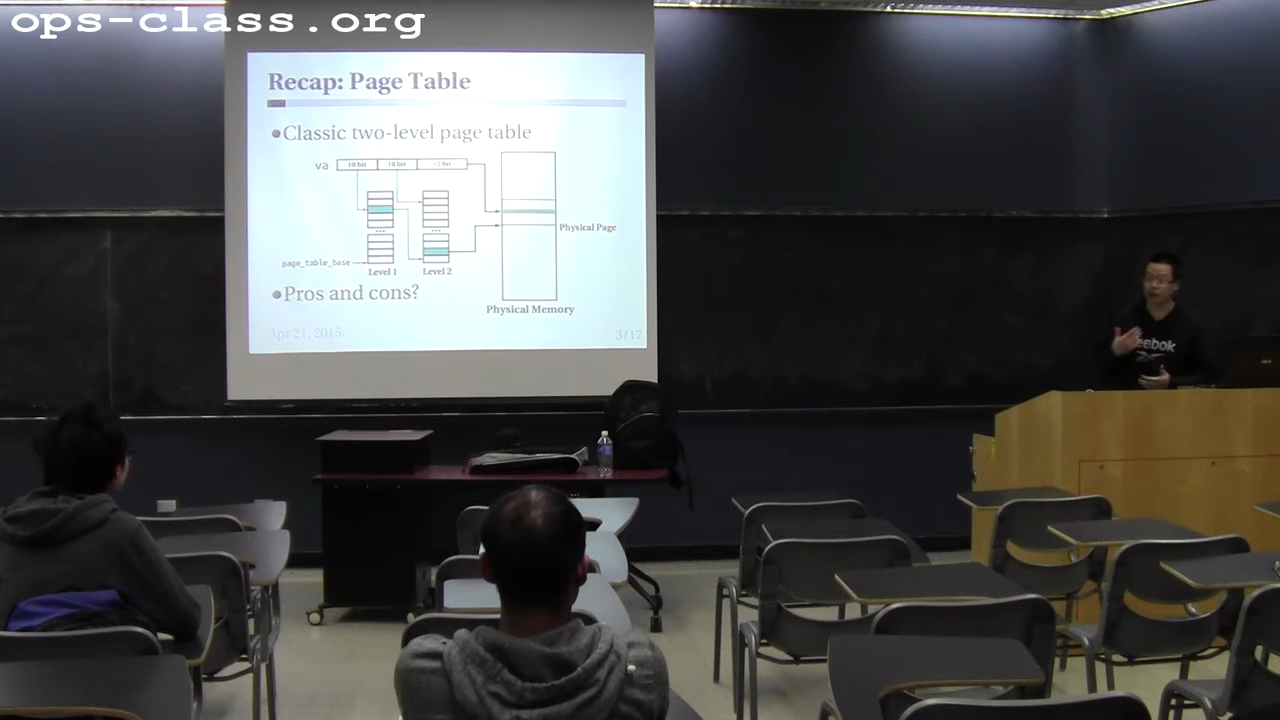 ops-class.org
Recap: Page Table
●Classic two-level page table
va 10 bit 10 bit 12 bit
Physical Page
page_table_base
Level 1 Level 2
●Pros and cons?
Physical Memory
Apr 21, 2015 3/17
eebok